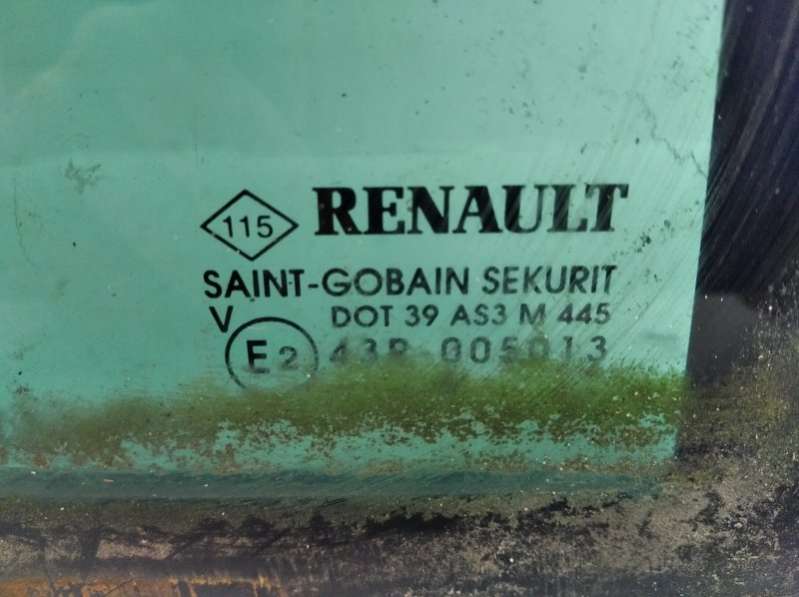 115 RENAULT
SAINT-GOBAIN SEKURIT
V DOT 39 AS3 M 445
E2 43R-005013